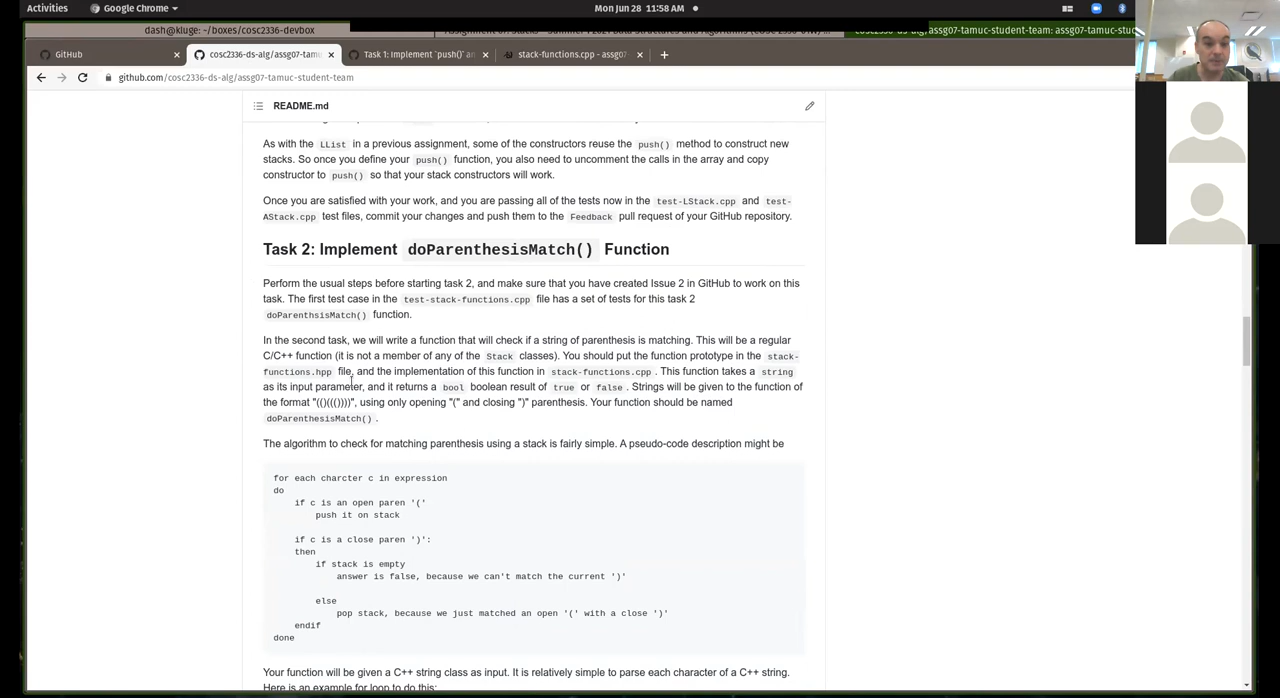 Activities
Google Chrome
Mon Jun 28 11:58 AM
dash@kluge: ~/boxes/cosc2336-devbox
GitHub
cosc2336-ds-alg/assg07-tamu
Task 1: Implement `push()` an
stack-functions.cpp - assg07
github.com/cosc2336-ds-alg/assg07-tamuc-student-team
README.md
As with the LList in a previous assignment, some of the constructors reuse the push() method to construct new
stacks. So once you define your push() function, you also need to uncomment the calls in the array and copy
constructor to push() so that your stack constructors will work.
Once you are satisfied with your work, and you are passing all of the tests now in the test-LStack.cpp and test-
AStack.cpp test files, commit your changes and push them to the Feedback pull request of your GitHub repository.
Task 2: Implement doParenthesisMatch() Function
Perform the usual steps before starting task 2, and make sure that you have created Issue 2 in GitHub to work on this
task. The first test case in the test-stack-functions.cpp file has a set of tests for this task 2
doParenthsisMatch() function.
In the second task, we will write a function that will check if a string of parenthesis is matching. This will be a regular
C/C++ function (it is not a member of any of the Stack classes). You should put the function prototype in the stack-
functions.hpp file, and the implementation of this function in stack-functions.cpp. This function takes a string
as its input parameter, and it returns a bool boolean result of true or false. Strings will be given to the function of
the format "(()((())))", using only opening "(" and closing ")" parenthesis. Your function should be named
doParenthesisMatch().
The algorithm to check for matching parenthesis using a stack is fairly simple. A pseudo-code description might be
for each charcter c in expression
do
if c is an open paren '('
push it on stack
if c is a close paren ')':
then
if stack is empty
answer is false, because we can't match the current ')'
else
pop stack, because we just matched an open '(' with a close ')'
endif
done
Your function will be given a C++ string class as input. It is relatively simple to parse each character of a C++ string.
Here is an example for loop to do this: